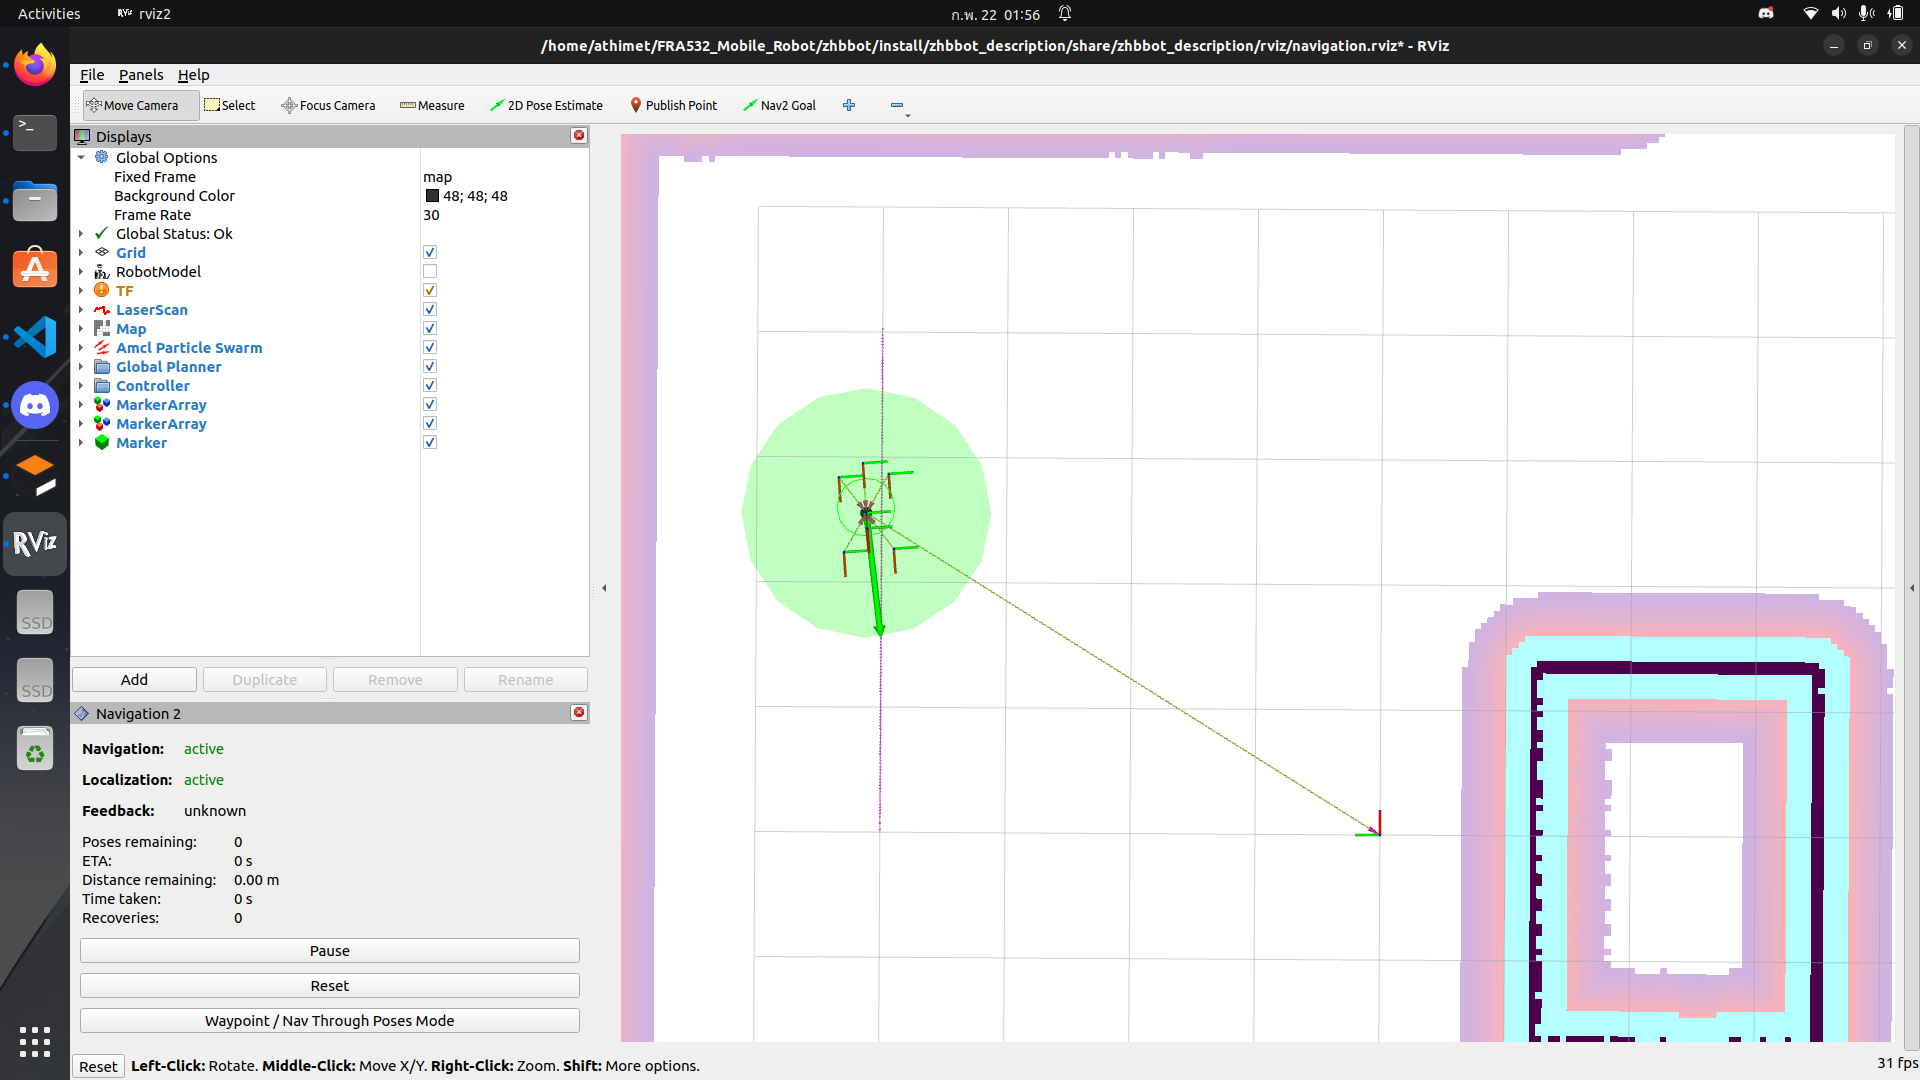 Activities
rviz2
ก.พ. 22 01:56
/home/athimet/FRA532_Mobile_Robot/zhbbot/install/zhbbot_description/share/zhbbot_description/rviz/navigation.rviz* - RViz
File Panels Help
Move Camera Select Focus Camera Measure 2D Pose Estimate Publish Point Nav2 Goal
Displays
Global Options
Fixed Frame map
Background Color 48; 48; 48
Frame Rate 30
Global Status: Ok
Grid
RobotModel
TF
LaserScan
Map
Amcl Particle Swarm
Global Planner
Controller
MarkerArray
MarkerArray
Marker
RViz
SSD
SSD
Add Duplicate Remove Rename
Navigation 2
Navigation: active
Localization: active
Feedback: unknown
Poses remaining: 0
ETA: 0 s
Distance remaining: 0.00 m
Time taken: 0 s
Recoveries: 0
Pause
Reset
Waypoint / Nav Through Poses Mode
Reset Left-Click: Rotate. Middle-Click: Move X/Y. Right-Click: Zoom. Shift: More options.
31 fps